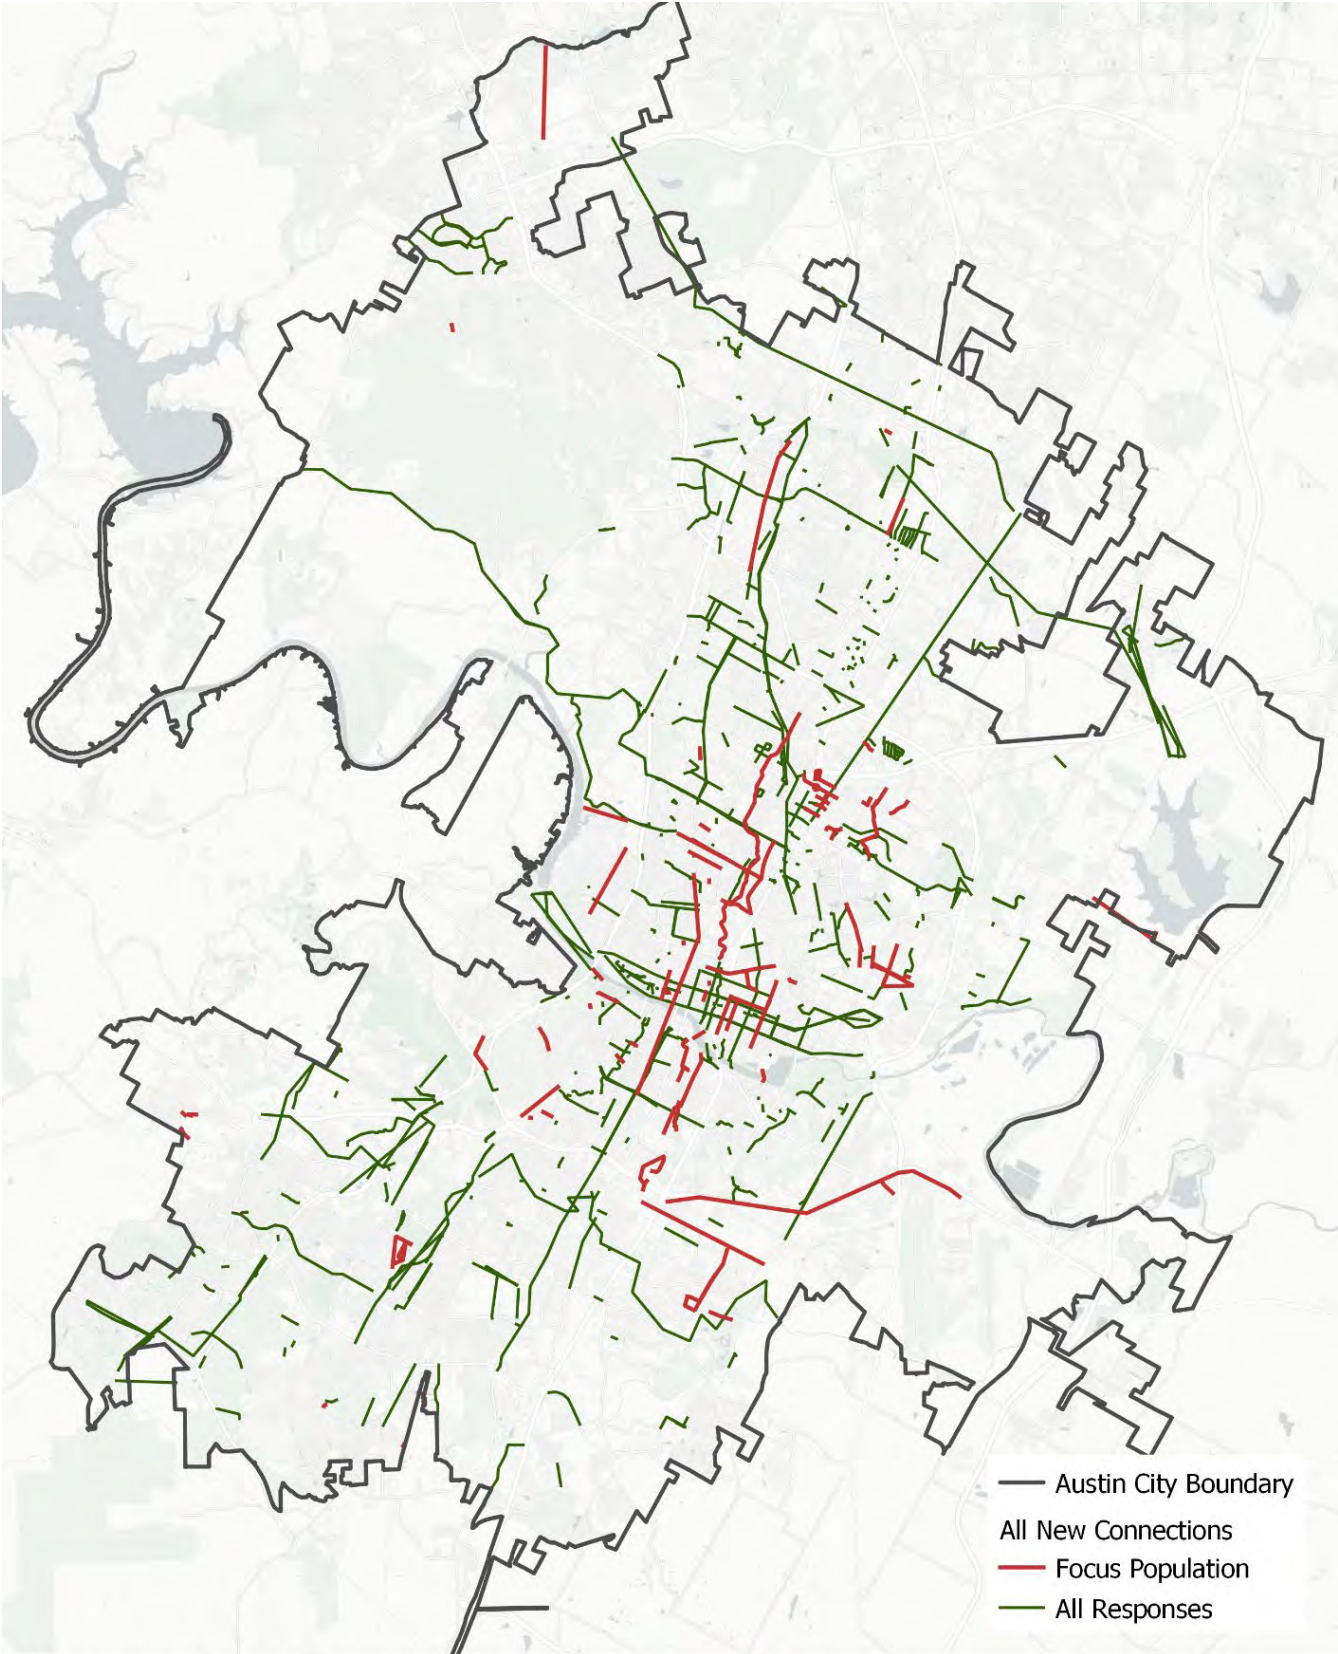 Austin City Boundary
All New Connections
Focus Population
All Responses